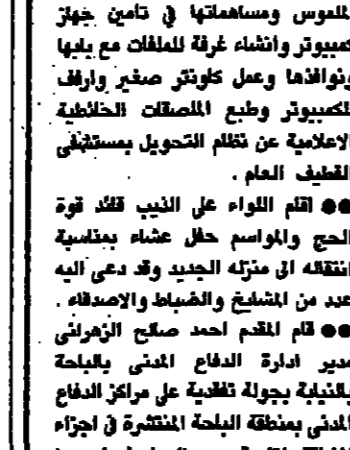 الملموس ومساهماتها في تأمين جهاز
كمبيوتر وانشاء غرفة للملفات مع بابها
ونوافذها وعمل كاونتر صغير وارفف
للكمبيوتر وطبع الملصقات الحائطية
الاعلامية عن نظام التحويل بمستشفى
القطيف العام .
●● اقام اللواء علي الذيب قائد قوة
الحج والمواسم حفل عشاء بمناسبة
انتقاله الى منزله الجديد وقد دعى اليه
عدد من المشايخ والضباط والاصدقاء .
●● قام المقدم احمد صالح الزهراني
مدير ادارة الدفاع المدني بالباحة
بالنيابة بجولة تفقدية على مراكز الدفاع
المدني بمنطقة الباحة المنتشرة في اجزاء